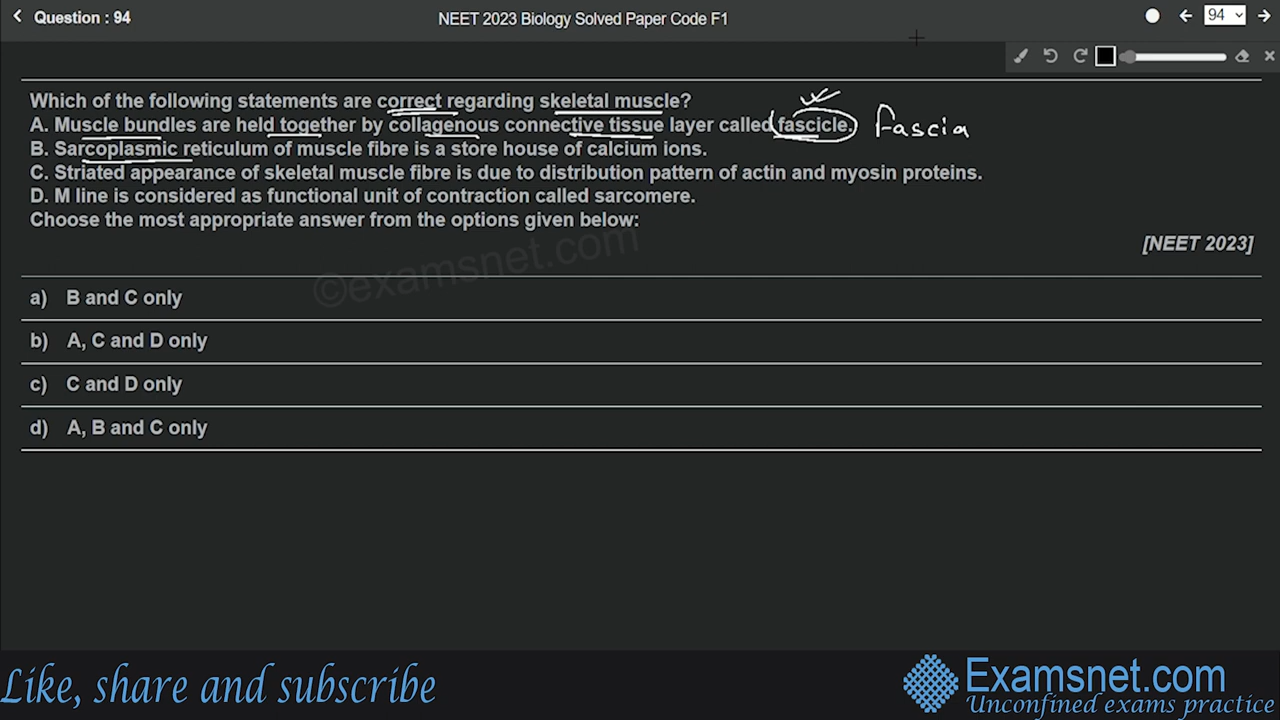 Question : 94
NEET 2023 Biology Solved Paper Code F1
94
Which of the following statements are correct regarding skeletal muscle?
A. Muscle bundles are held together by collagenous connective tissue layer called fascicle. Fascia
B. Sarcoplasmic reticulum of muscle fibre is a store house of calcium ions.
C. Striated appearance of skeletal muscle fibre is due to distribution pattern of actin and myosin proteins.
D. M line is considered as functional unit of contraction called sarcomere.
Choose the most appropriate answer from the options given below:
[NEET 2023]
©examsnet.com
a) B and C only
b) A, C and D only
c) C and D only
d) A, B and C only
Like, share and subscribe
Examsnet.com
Unconfined exams practice